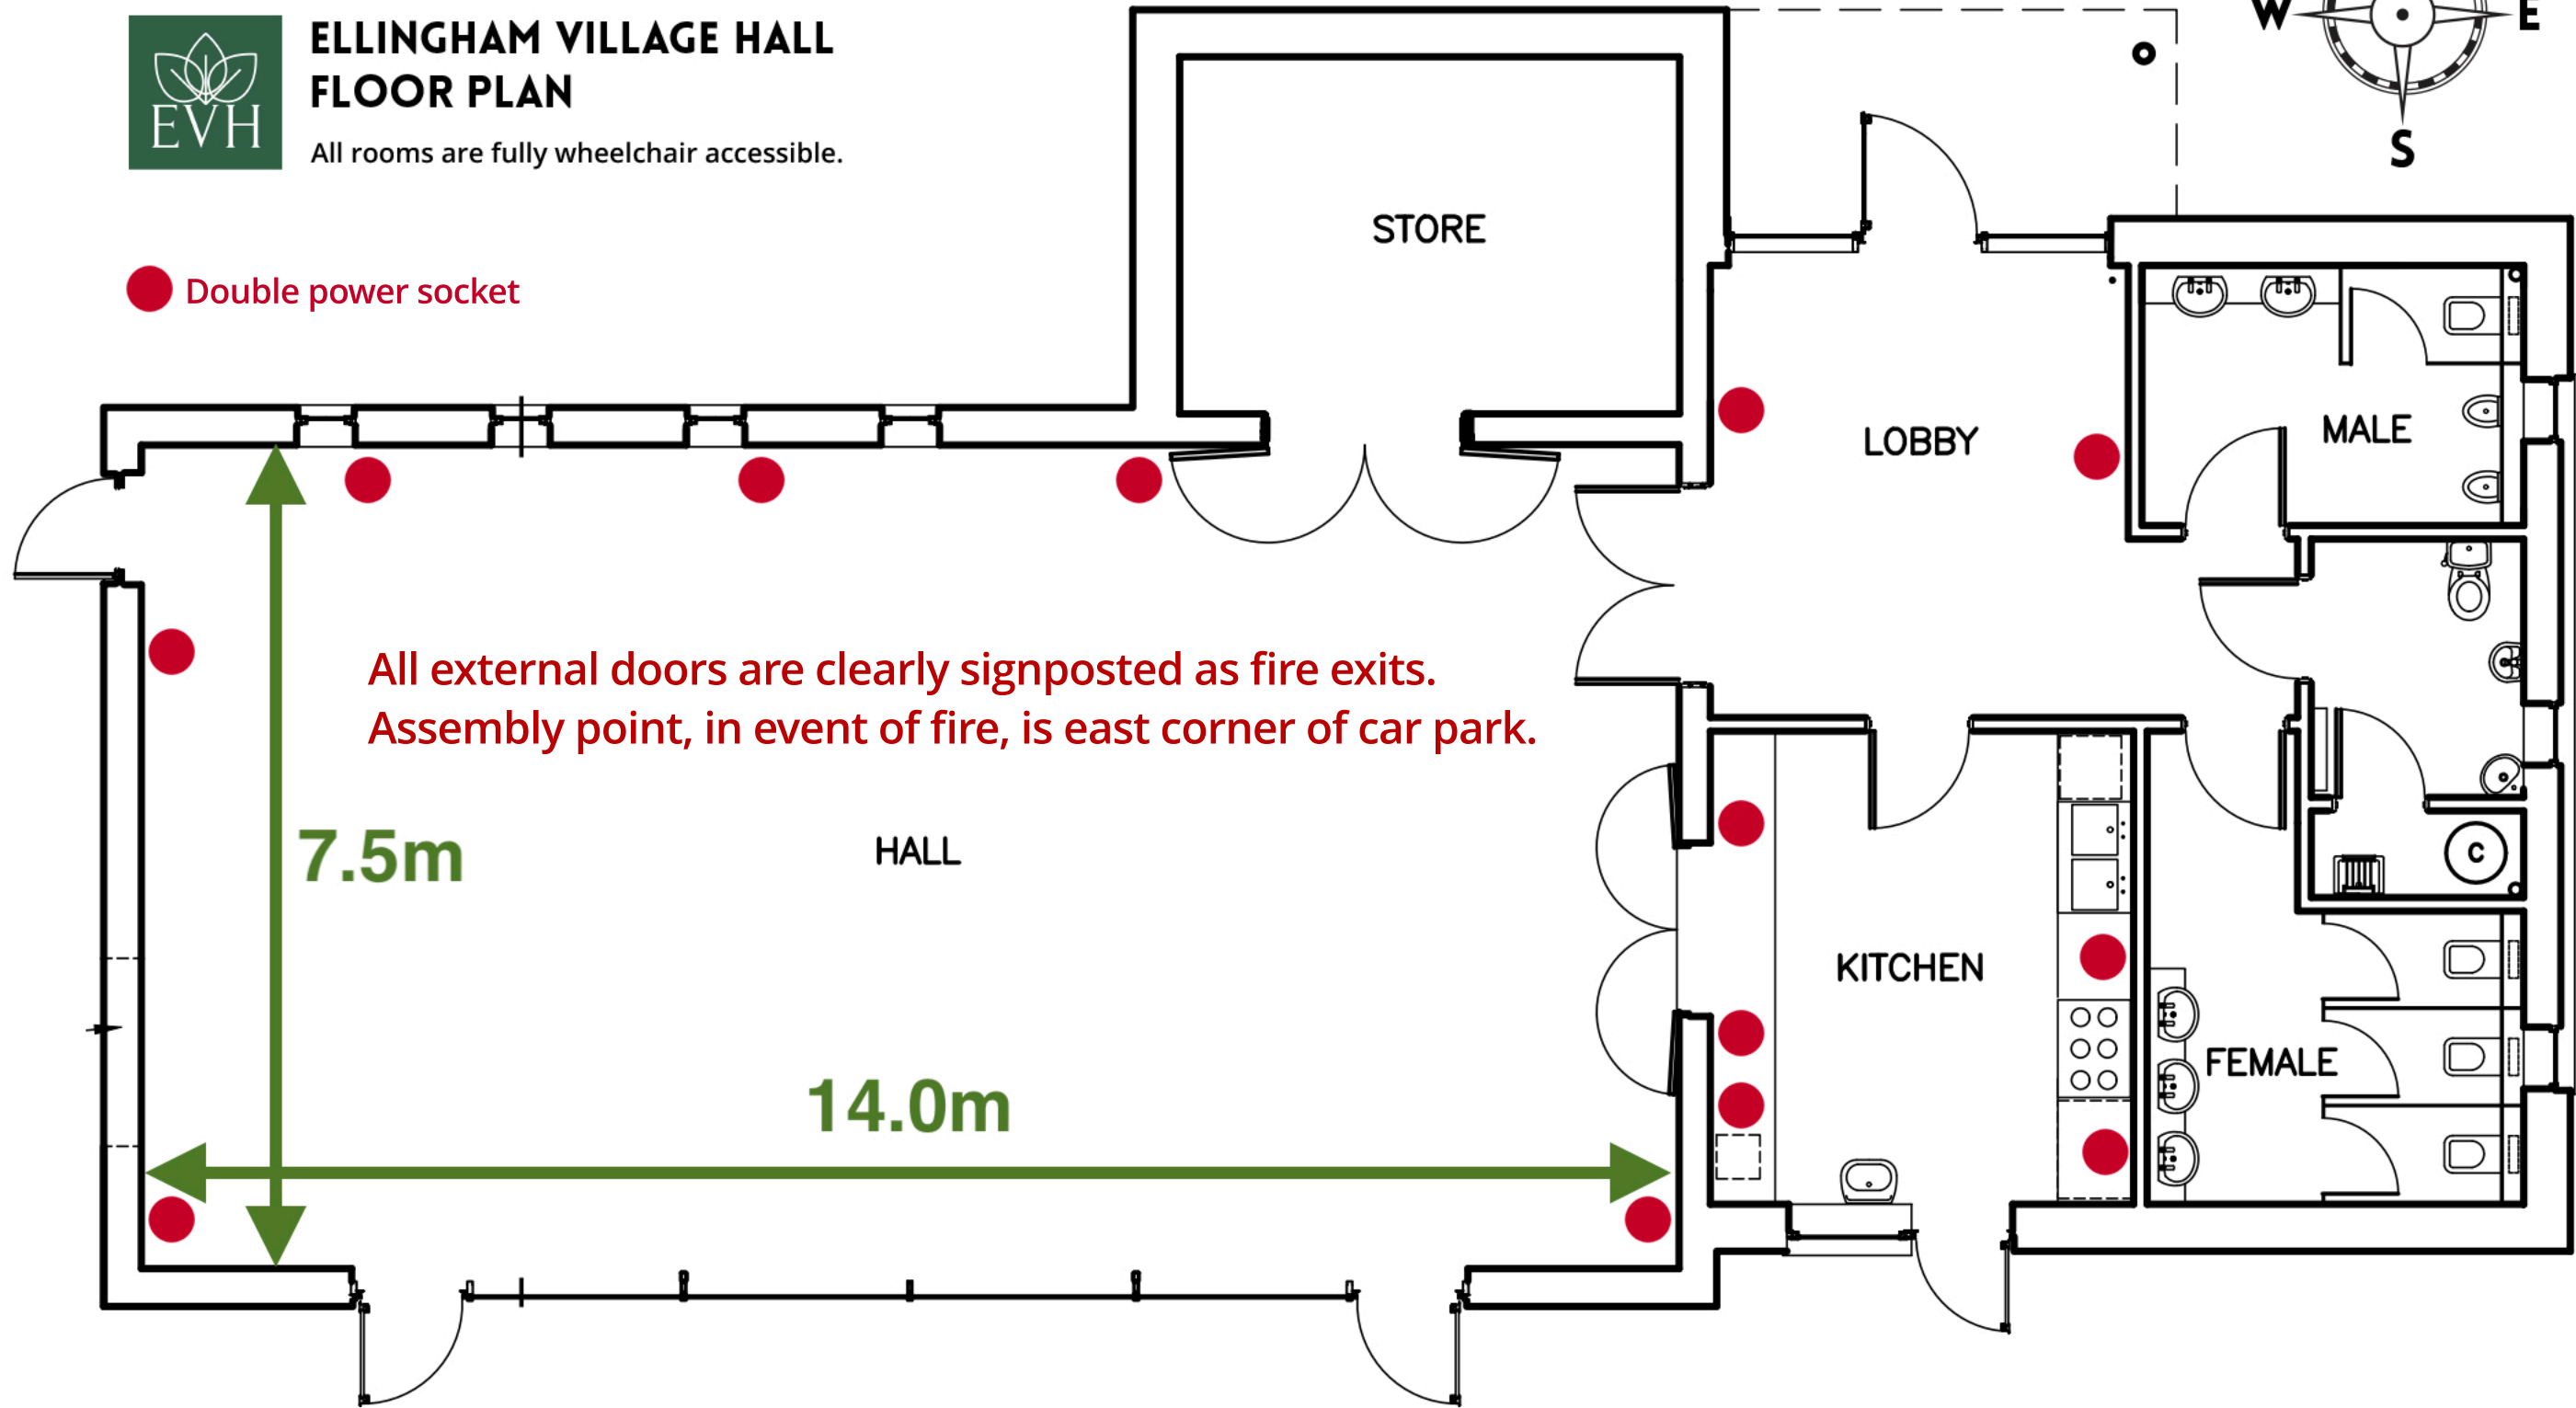 ELLINGHAM VILLAGE HALL
FLOOR PLAN
EVH
All rooms are fully wheelchair accessible.
W
E
S
Double power socket
STORE
LOBBY
MALE
All external doors are clearly signposted as fire exits.
Assembly point, in event of fire, is east corner of car park.
7.5m
HALL
C
KITCHEN
FEMALE
14.0m